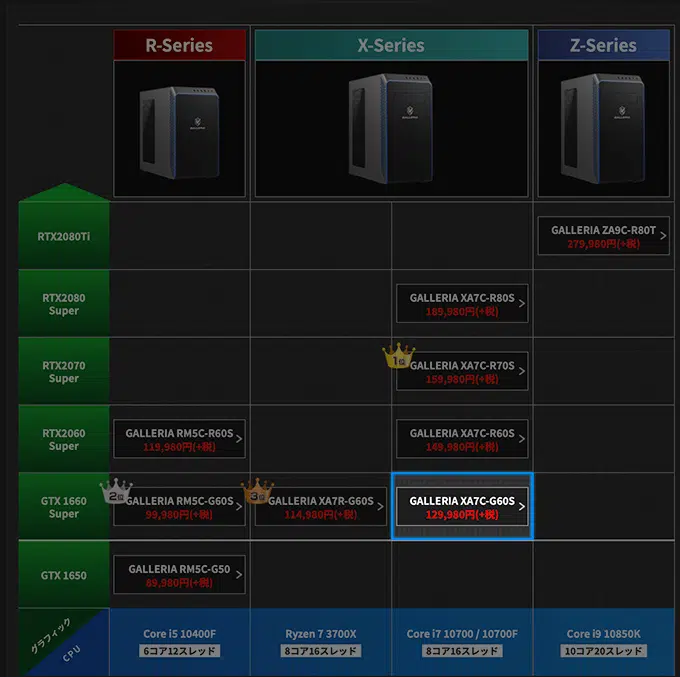 R-Series
X-Series
Z-Series
RTX2080Ti
GALLERIA ZA9C-R80T
279,980円(+税)
RTX2080
Super
GALLERIA XA7C-R80S
189,980円(+税)
RTX2070
Super
1位
GALLERIA XA7C-R70S
159,980円(+税)
RTX2060
Super
GALLERIA RM5C-R60S
119,980円(+税)
GALLERIA XA7C-R60S
149,980円(+税)
GTX 1660
Super
2位
GALLERIA RM5C-G60S
99,980円(+税)
3位
GALLERIA XA7R-G60S
114,980円(+税)
GALLERIA XA7C-G60S
129,980円(+税)
GTX 1650
GALLERIA RM5C-G50
89,980円(+税)
グラフィック
CPU
Core i5 10400F
6コア12スレッド
Ryzen 7 3700X
8コア16スレッド
Core i7 10700 / 10700F
8コア16スレッド
Core i9 10850K
10コア20スレッド